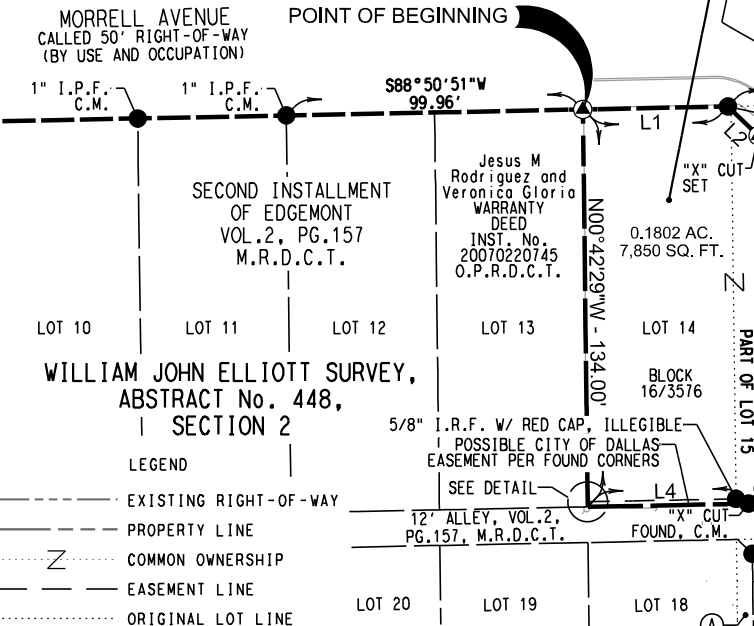 MORRELL AVENUE
CALLED 50' RIGHT-OF-WAY
(BY USE AND OCCUPATION)
POINT OF BEGINNING
1" I.P.F.
C.M.
1" I.P.F.
C.M.
S88°50'51"W
99.96'
L1
L2
"X" CUT
SET
SECOND INSTALLMENT
OF EDGEMONT
VOL.2, PG.157
M.R.D.C.T.
Jesus M
Rodriguez and
Veronica Gloria
WARRANTY
DEED
INST. No.
20070220745
O.P.R.D.C.T.
N00°42'29"W - 134.00'
0.1802 AC.
7,850 SQ. FT.
Z
LOT 10
LOT 11
LOT 12
LOT 13
LOT 14
PART OF LOT 15
BLOCK
16/3576
WILLIAM JOHN ELLIOTT SURVEY,
ABSTRACT No. 448,
SECTION 2
5/8" I.R.F. W/ RED CAP, ILLEGIBLE
POSSIBLE CITY OF DALLAS
EASEMENT PER FOUND CORNERS
SEE DETAIL
L4
12' ALLEY, VOL.2,
PG.157, M.R.D.C.T.
"X" CUT
FOUND, C.M.
LEGEND
EXISTING RIGHT-OF-WAY
PROPERTY LINE
Z COMMON OWNERSHIP
EASEMENT LINE
ORIGINAL LOT LINE
LOT 20
LOT 19
LOT 18
A